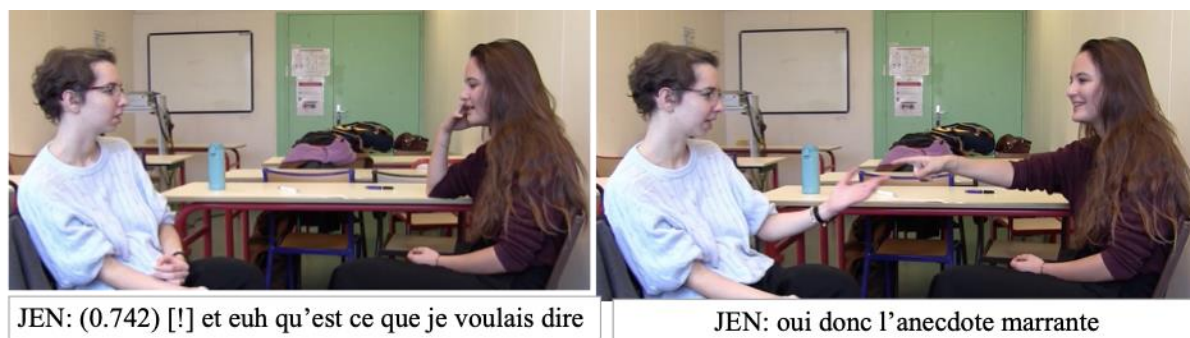 JEN: (0.742) [!] et euh qu’est ce que je voulais dire
JEN: oui donc l’anecdote marrante